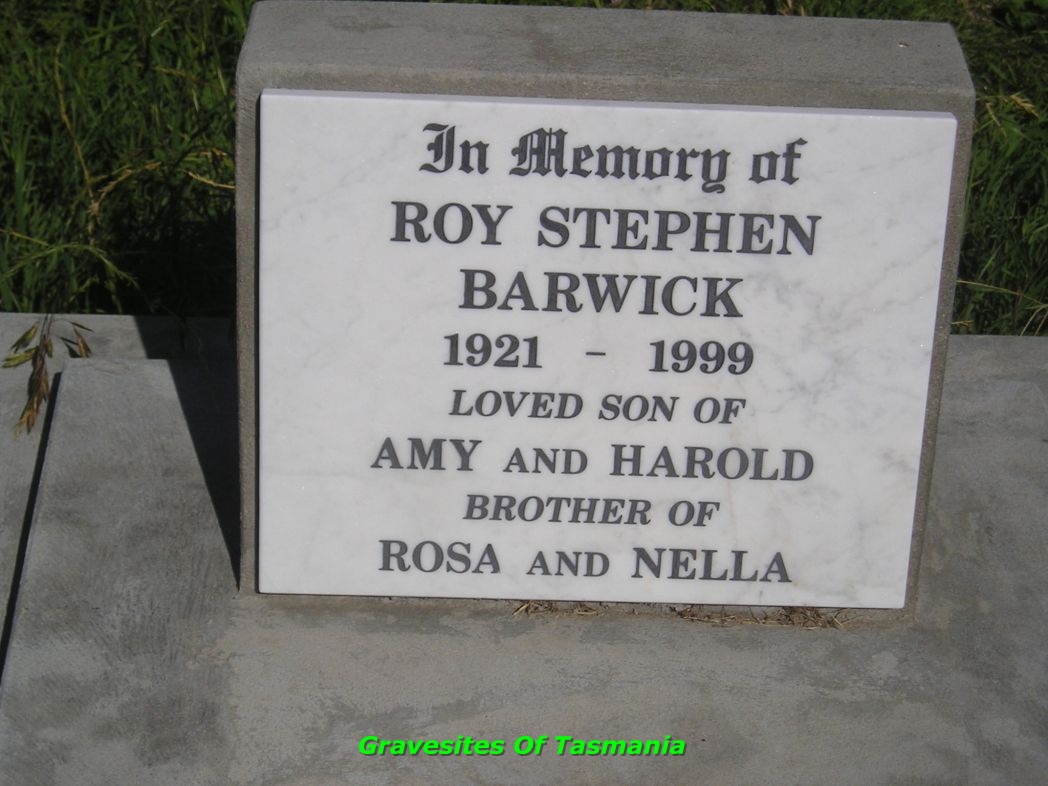 In Memory of
ROY STEPHEN
BARWICK
1921 - 1999
LOVED SON OF
AMY AND HAROLD
BROTHER OF
ROSA AND NELLA
Gravesites Of Tasmania